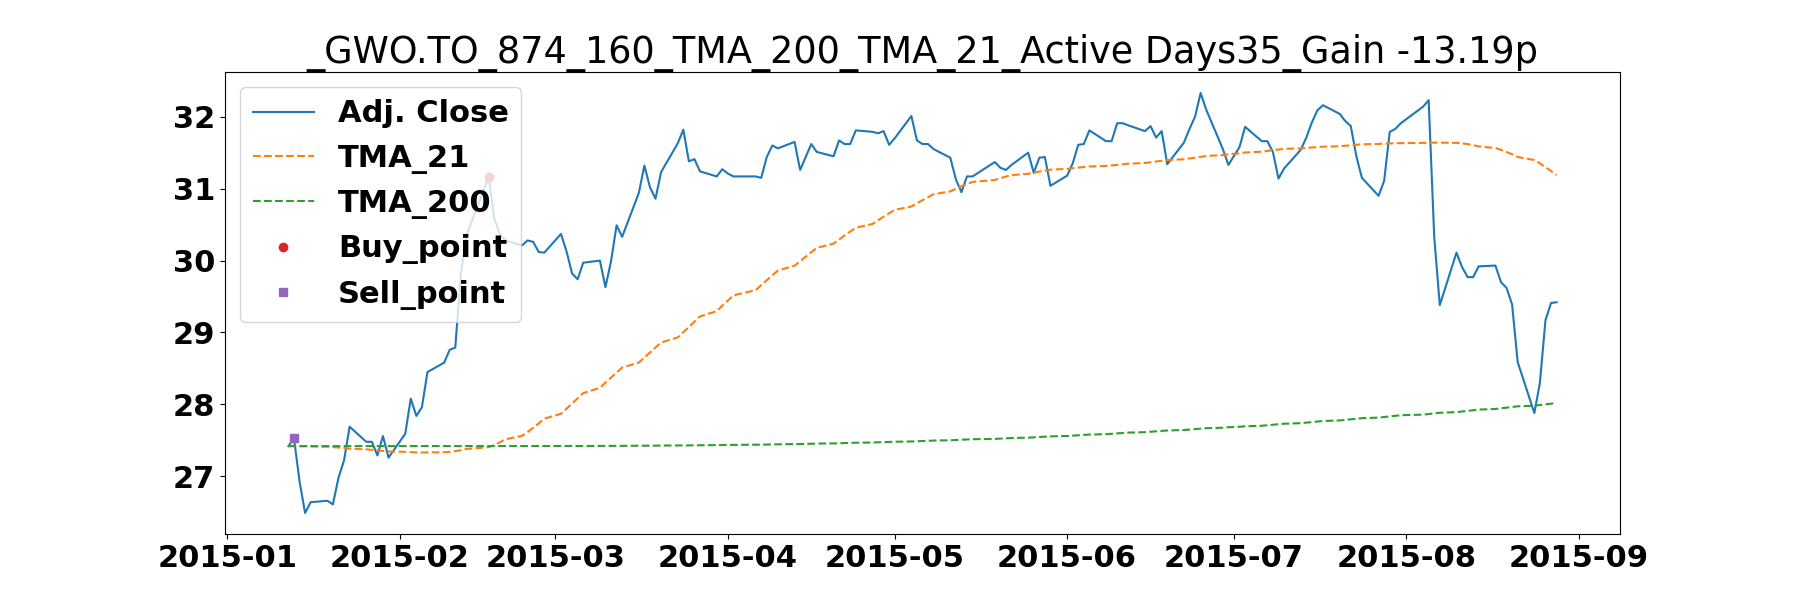 _GWO.TO_874_160_TMA_200_TMA_21_Active Days35_Gain -13.19p
32
31
30
29
28
27
Adj. Close
TMA_21
TMA_200
Buy_point
Sell_point
2015-01 2015-02 2015-03 2015-04 2015-05 2015-06 2015-07 2015-08 2015-09